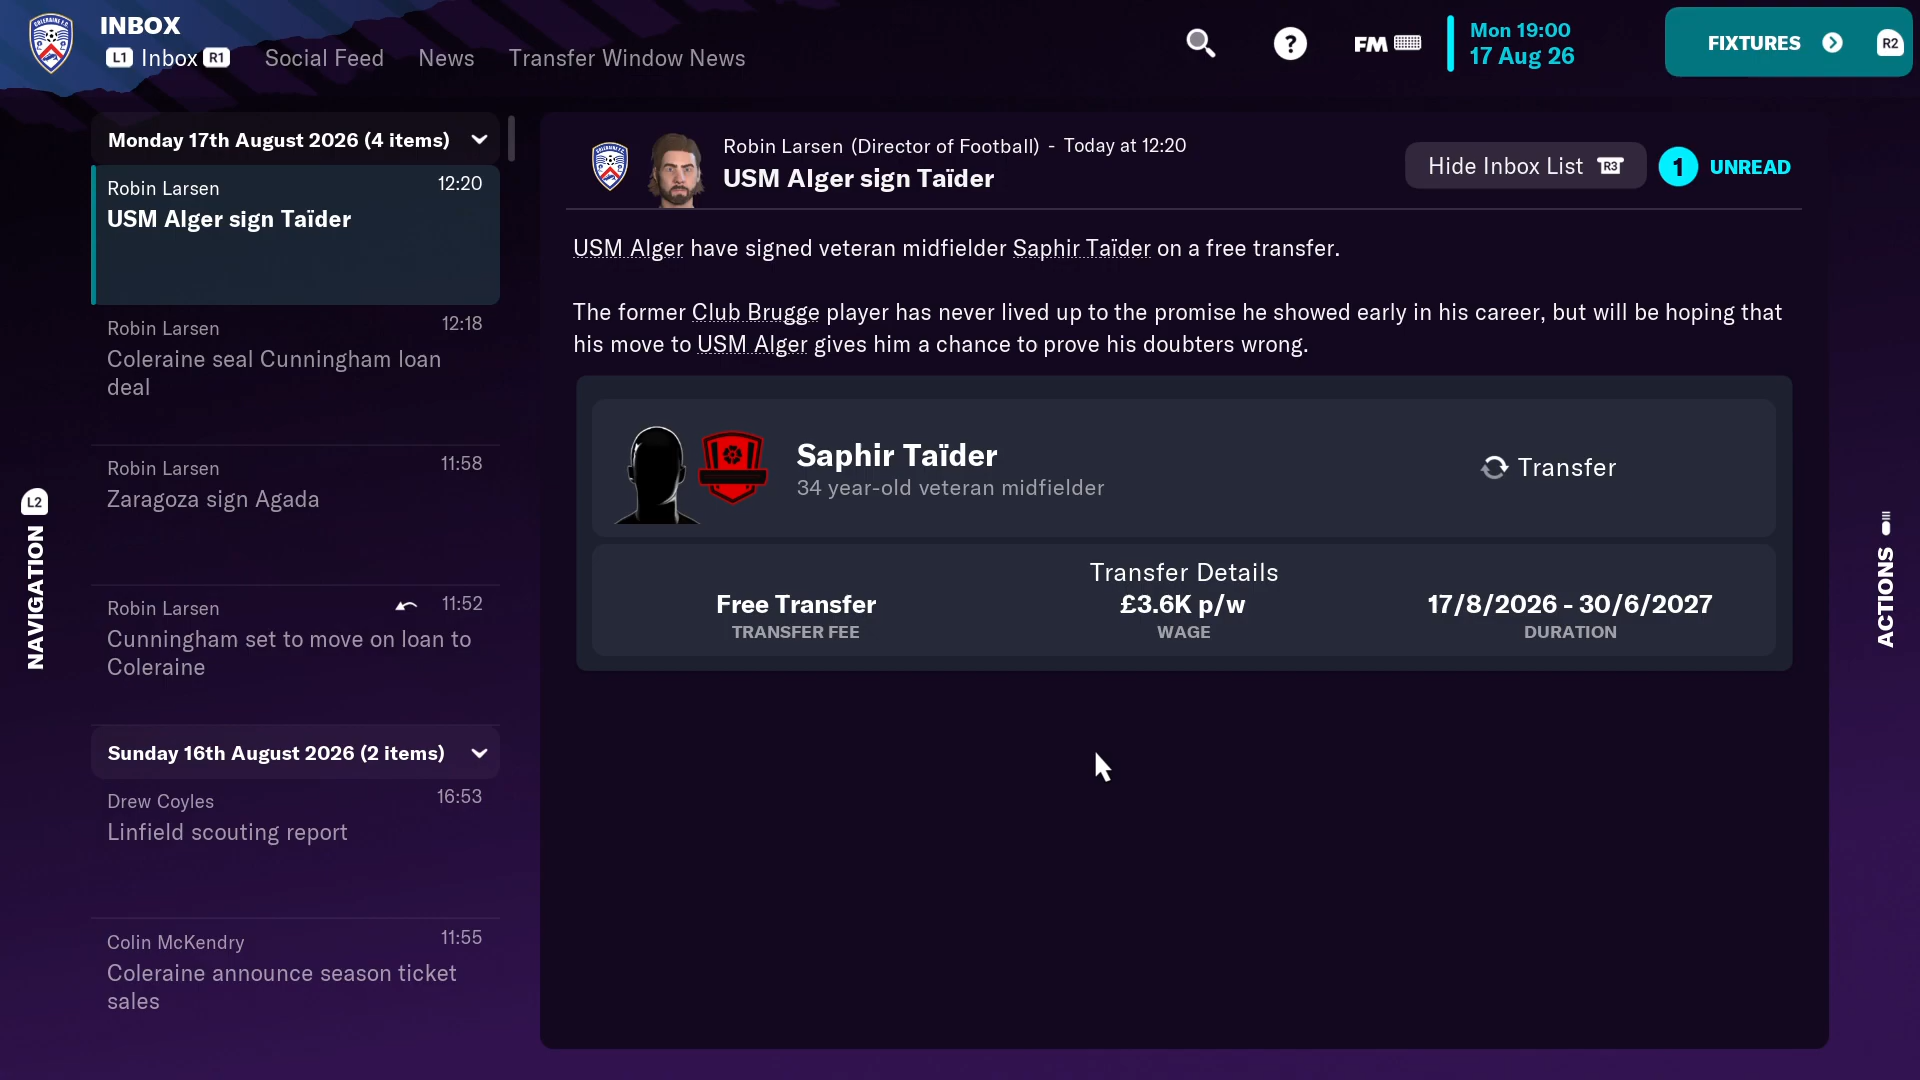 INBOX
L1 Inbox R1 Social Feed News Transfer Window News
? FM
Mon 19:00
17 Aug 26
FIXTURES R2
Monday 17th August 2026 (4 items)
Robin Larsen 12:20
USM Alger sign Taïder
Robin Larsen 12:18
Coleraine seal Cunningham loan
deal
Robin Larsen 11:58
Zaragoza sign Agada
Robin Larsen 11:52
Cunningham set to move on loan to
Coleraine
Sunday 16th August 2026 (2 items)
Drew Coyles 16:53
Linfield scouting report
Colin McKendry 11:55
Coleraine announce season ticket
sales
L2
NAVIGATION
Robin Larsen (Director of Football) - Today at 12:20
USM Alger sign Taïder
Hide Inbox List R3
1 UNREAD
USM Alger have signed veteran midfielder Saphir Taïder on a free transfer.
The former Club Brugge player has never lived up to the promise he showed early in his career, but will be hoping that
his move to USM Alger gives him a chance to prove his doubters wrong.
Saphir Taïder
34 year-old veteran midfielder
Transfer
Transfer Details
Free Transfer £3.6K p/w 17/8/2026 - 30/6/2027
TRANSFER FEE WAGE DURATION
ACTIONS